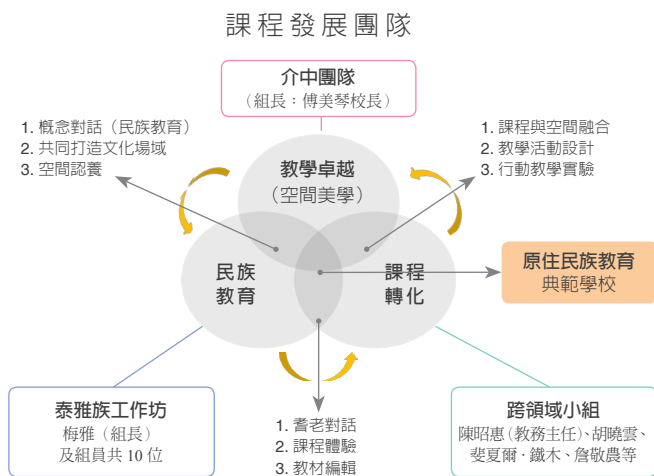 課程發展團隊
介中團隊
（組長：傅美琴校長）
1. 概念對話（民族教育）
2. 共同打造文化場域
3. 空間認養
1. 課程與空間融合
2. 教學活動設計
3. 行動教學實驗
教學卓越
（空間美學）
民族
教育
課程
轉化
原住民族教育
典範學校
泰雅族工作坊
梅雅（組長）
及組員共 10 位
1. 耆老對話
2. 課程體驗
3. 教材編輯
跨領域小組
陳昭惠（教務主任）、胡曉雲、
斐夏爾‧鐵木、詹敬農等